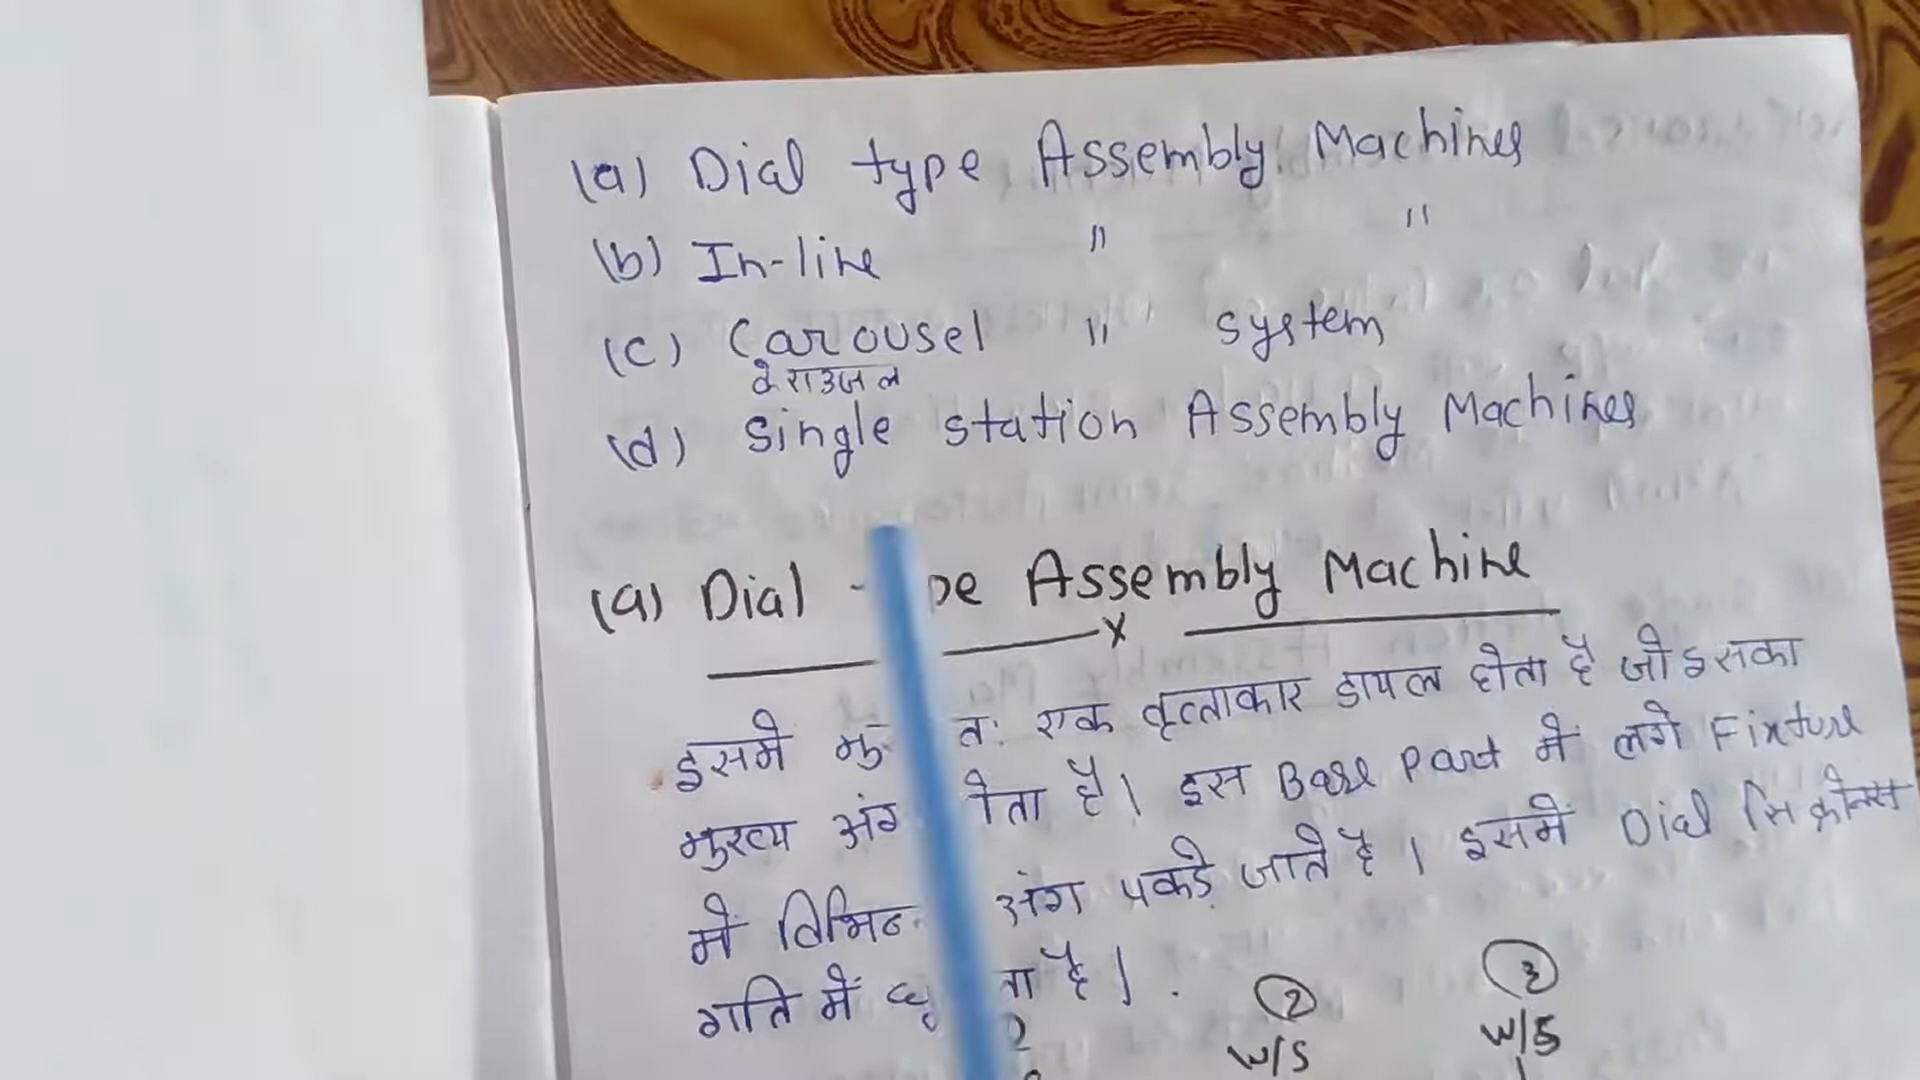 (a) Dial type Assembly Machines
(b) In-line " "
(c) Carousel " system
केराउजल
(d) Single station Assembly Machines
(a) Dial Assembly Machine
इसमे एक वृत्ताकार डायल होता है जो इसका
मुख्य अंग है। इस Base Part में लगे Fixture
में अंग पकड़े जाते है। इसमें Dial
गति में है।
2 3
W/S W/S